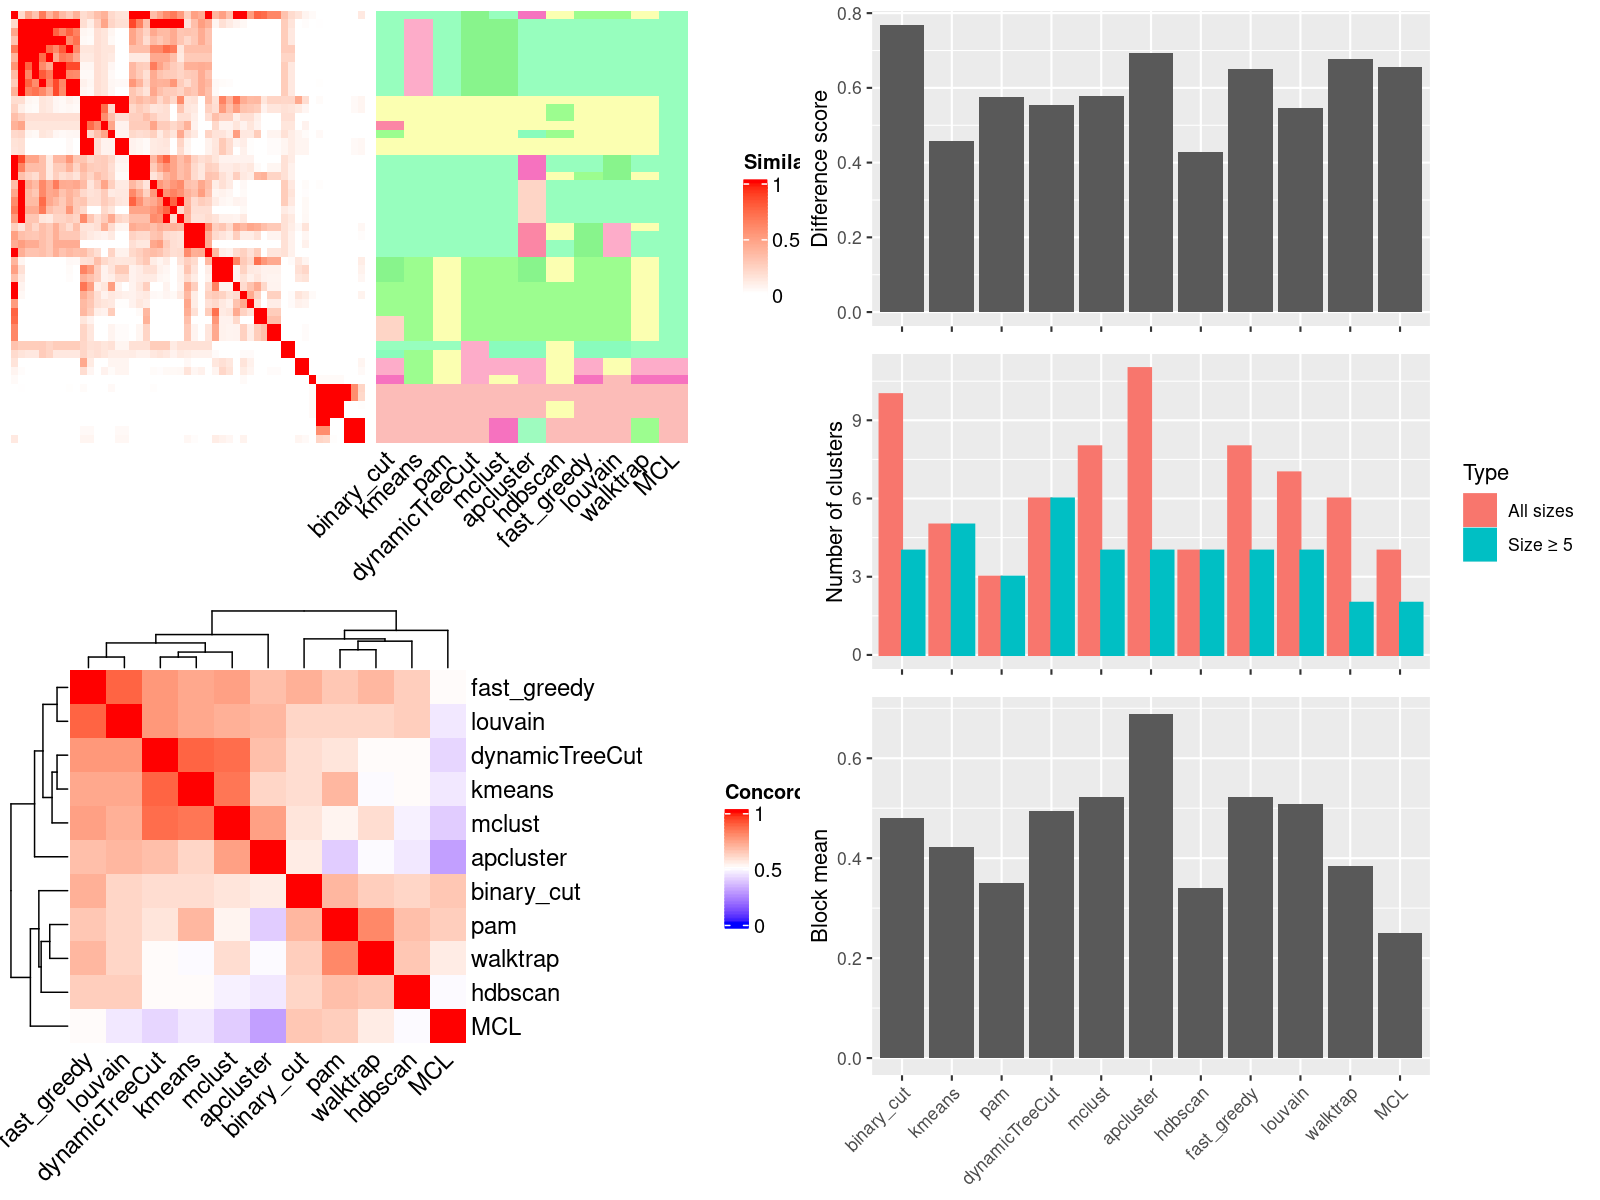 Simila
1
0.5
0
binary_cut
kmeans
pam
dynamicTreeCut
mclust
apcluster
hdbscan
fast_greedy
louvain
walktrap
MCL
fast_greedy
louvain
dynamicTreeCut
kmeans
mclust
apcluster
binary_cut
pam
walktrap
hdbscan
MCL
Concord
1
0.5
0
fast_greedy
louvain
dynamicTreeCut
kmeans
mclust
apcluster
binary_cut
pam
walktrap
hdbscan
MCL
Difference score
0.8
0.6
0.4
0.2
0.0
Number of clusters
9
6
3
0
Type
All sizes
Size ≥ 5
Block mean
0.6
0.4
0.2
0.0
binary_cut
kmeans
pam
dynamicTreeCut
mclust
apcluster
hdbscan
fast_greedy
louvain
walktrap
MCL